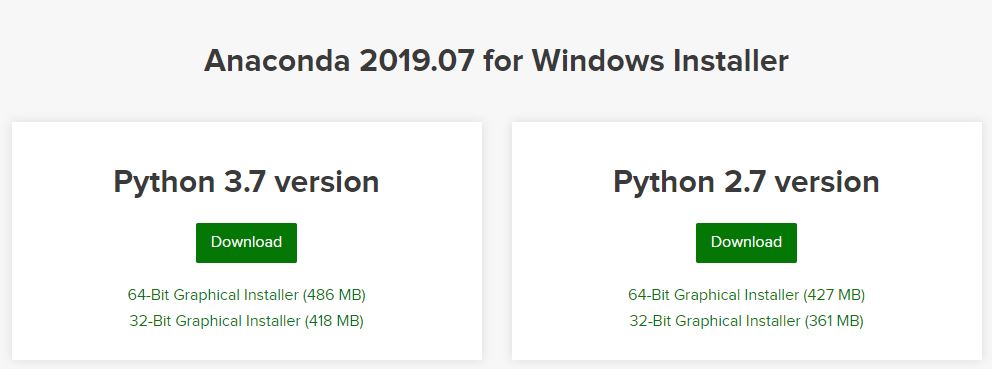 Anaconda 2019.07 for Windows Installer
Python 3.7 version
Download
64-Bit Graphical Installer (486 MB)
32-Bit Graphical Installer (418 MB)
Python 2.7 version
Download
64-Bit Graphical Installer (427 MB)
32-Bit Graphical Installer (361 MB)